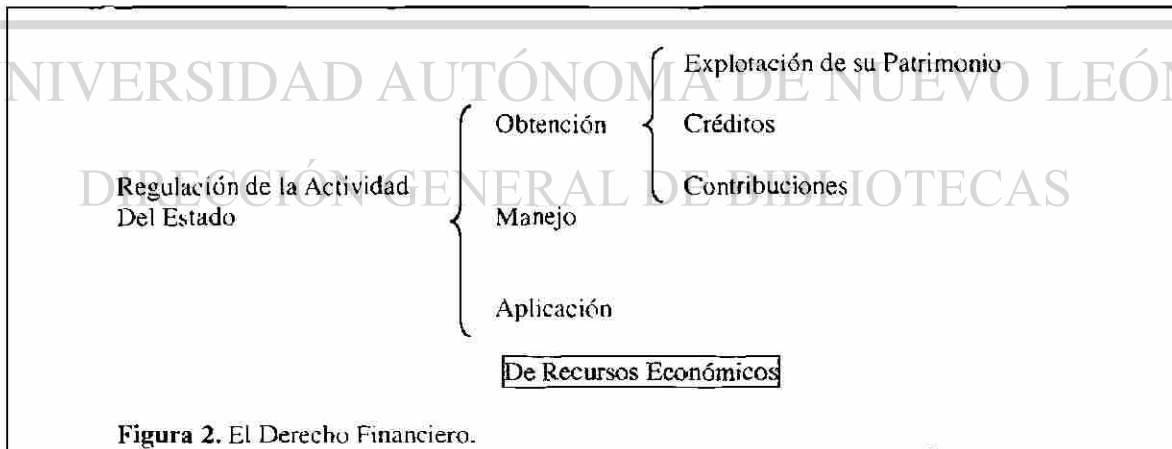 UNIVERSIDAD AUTÓNOMA DE NUEVO LEÓN
DIRECCIÓN GENERAL DE BIBLIOTECAS
Explotación de su Patrimonio
Obtención
Créditos
Contribuciones
Regulación de la Actividad
Del Estado
Manejo
Aplicación
De Recursos Económicos
Figura 2. El Derecho Financiero.